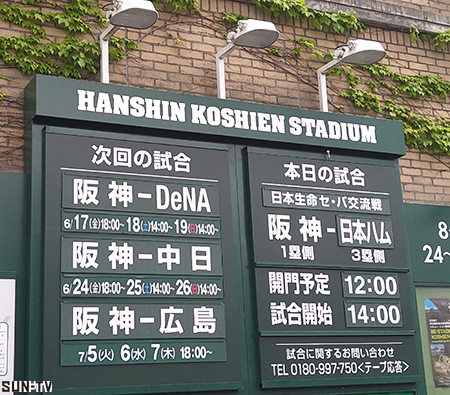 HANSHIN KOSHIEN STADIUM
次回の試合
阪神-DeNA
6/17(金)18:00~ 18(土)14:00~ 19(日)14:00~
阪神-中日
6/24(金)18:00~ 25(土)14:00~ 26(日)14:00~
阪神-広島
7/5(火) 6(水) 7(木) 18:00~
本日の試合
日本生命セ・パ交流戦
阪神-日本ハム
1塁側 3塁側
開門予定 12:00
試合開始 14:00
試合に関するお問い合わせ
TEL 0180-997-750<テープ応答>
8
24~
SUN-TV